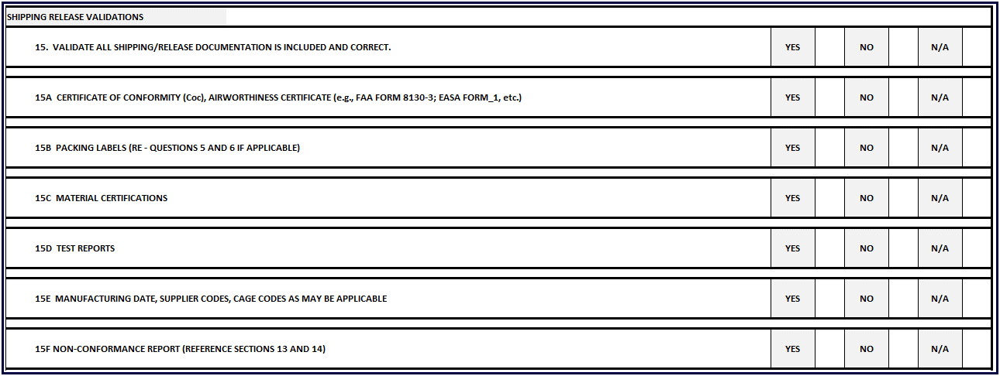 SHIPPING RELEASE VALIDATIONS
15. VALIDATE ALL SHIPPING/RELEASE DOCUMENTATION IS INCLUDED AND CORRECT. YES NO N/A
15A CERTIFICATE OF CONFORMITY (Coc), AIRWORTHINESS CERTIFICATE (e.g., FAA FORM 8130-3; EASA FORM_1, etc.) YES NO N/A
15B PACKING LABELS (RE - QUESTIONS 5 AND 6 IF APPLICABLE) YES NO N/A
15C MATERIAL CERTIFICATIONS YES NO N/A
15D TEST REPORTS YES NO N/A
15E MANUFACTURING DATE, SUPPLIER CODES, CAGE CODES AS MAY BE APPLICABLE YES NO N/A
15F NON-CONFORMANCE REPORT (REFERENCE SECTIONS 13 AND 14) YES NO N/A